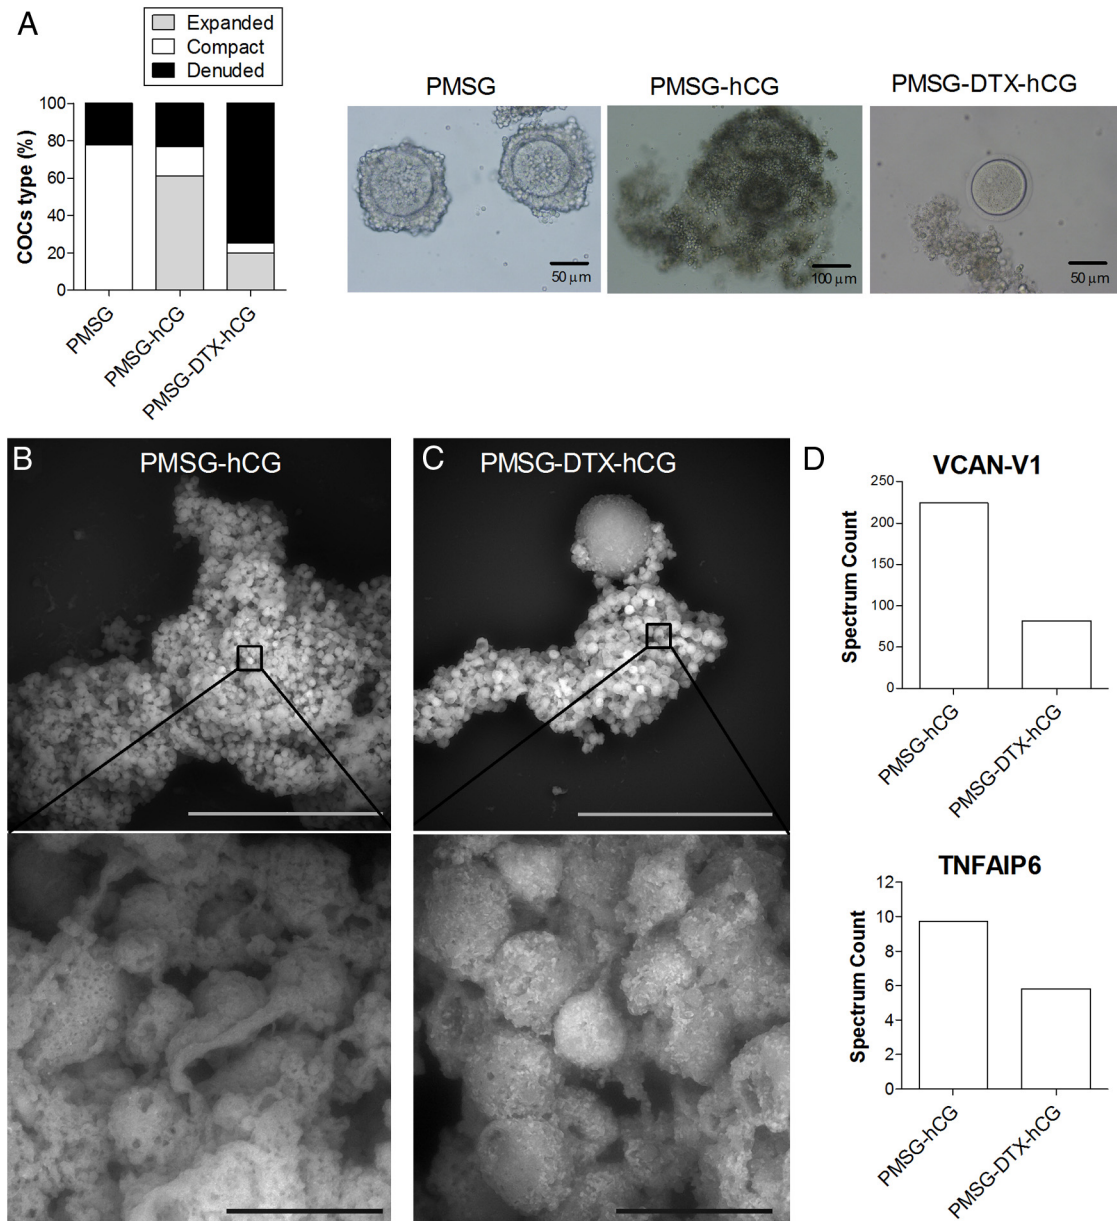 A
Expanded
Compact
Denuded
COCs type (%)
100
80
60
40
20
0
PMSG
PMSG-hCG
PMSG-DTX-hCG
PMSG
PMSG-hCG
PMSG-DTX-hCG
50 μm
100 μm
50 μm
B
PMSG-hCG
C
PMSG-DTX-hCG
D
VCAN-V1
Spectrum Count
250
200
150
100
50
0
PMSG-hCG
PMSG-DTX-hCG
TNFAIP6
Spectrum Count
12
10
8
6
4
2
0
PMSG-hCG
PMSG-DTX-hCG